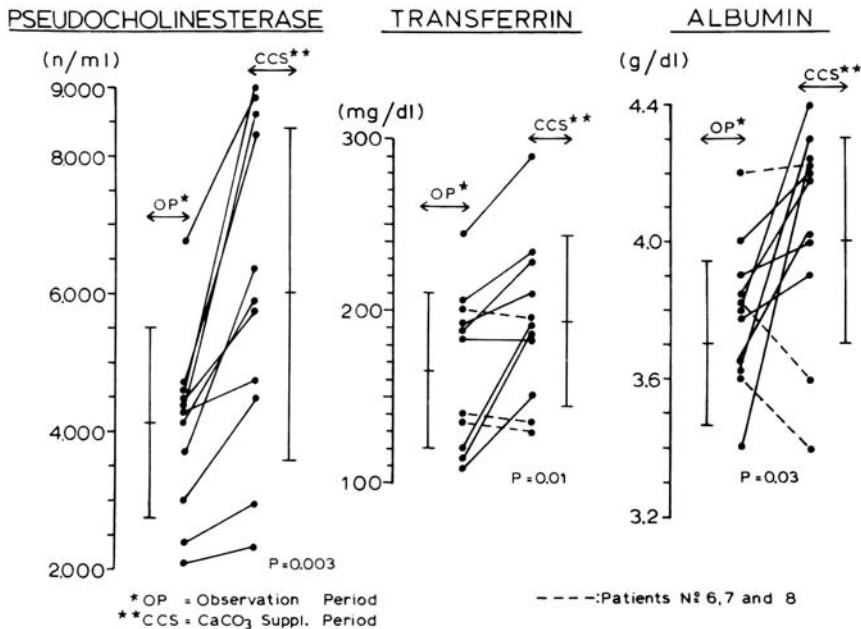 PSEUDOCHOLINESTERASE
(n/ml)
CCS**
9,000
8000
OP*
6,000
4,000
2,000
P=0.003
TRANSFERRIN
(mg/dl)
CCS**
300
OP*
200
100
P=0.01
ALBUMIN
(g/dl)
CCS**
4.4
OP*
4.0
3.6
3.2
P=0.03
*OP = Observation Period
**CCS = CaCO3 Suppl. Period
---:Patients Nº 6,7 and 8